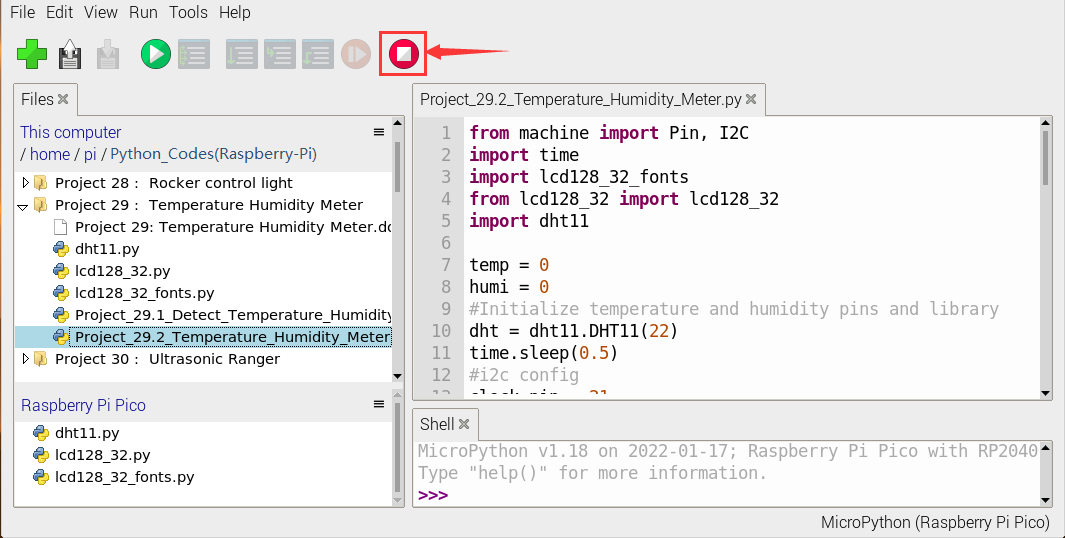 File Edit View Run Tools Help
Files
This computer
/ home / pi / Python_Codes(Raspberry-Pi)
Project 28 : Rocker control light
Project 29 : Temperature Humidity Meter
Project 29: Temperature Humidity Meter.dc
dht11.py
lcd128_32.py
lcd128_32_fonts.py
Project_29.1_Detect_Temperature_Humidity
Project_29.2_Temperature_Humidity_Meter
Project 30 : Ultrasonic Ranger
Raspberry Pi Pico
dht11.py
lcd128_32.py
lcd128_32_fonts.py
Project_29.2_Temperature_Humidity_Meter.py
1 from machine import Pin, I2C
2 import time
3 import lcd128_32_fonts
4 from lcd128_32 import lcd128_32
5 import dht11
6
7 temp = 0
8 humi = 0
9 #Initialize temperature and humidity pins and library
10 dht = dht11.DHT11(22)
11 time.sleep(0.5)
12 #i2c config
Shell
MicroPython v1.18 on 2022-01-17; Raspberry Pi Pico with RP2040
Type "help()" for more information.
>>>
MicroPython (Raspberry Pi Pico)